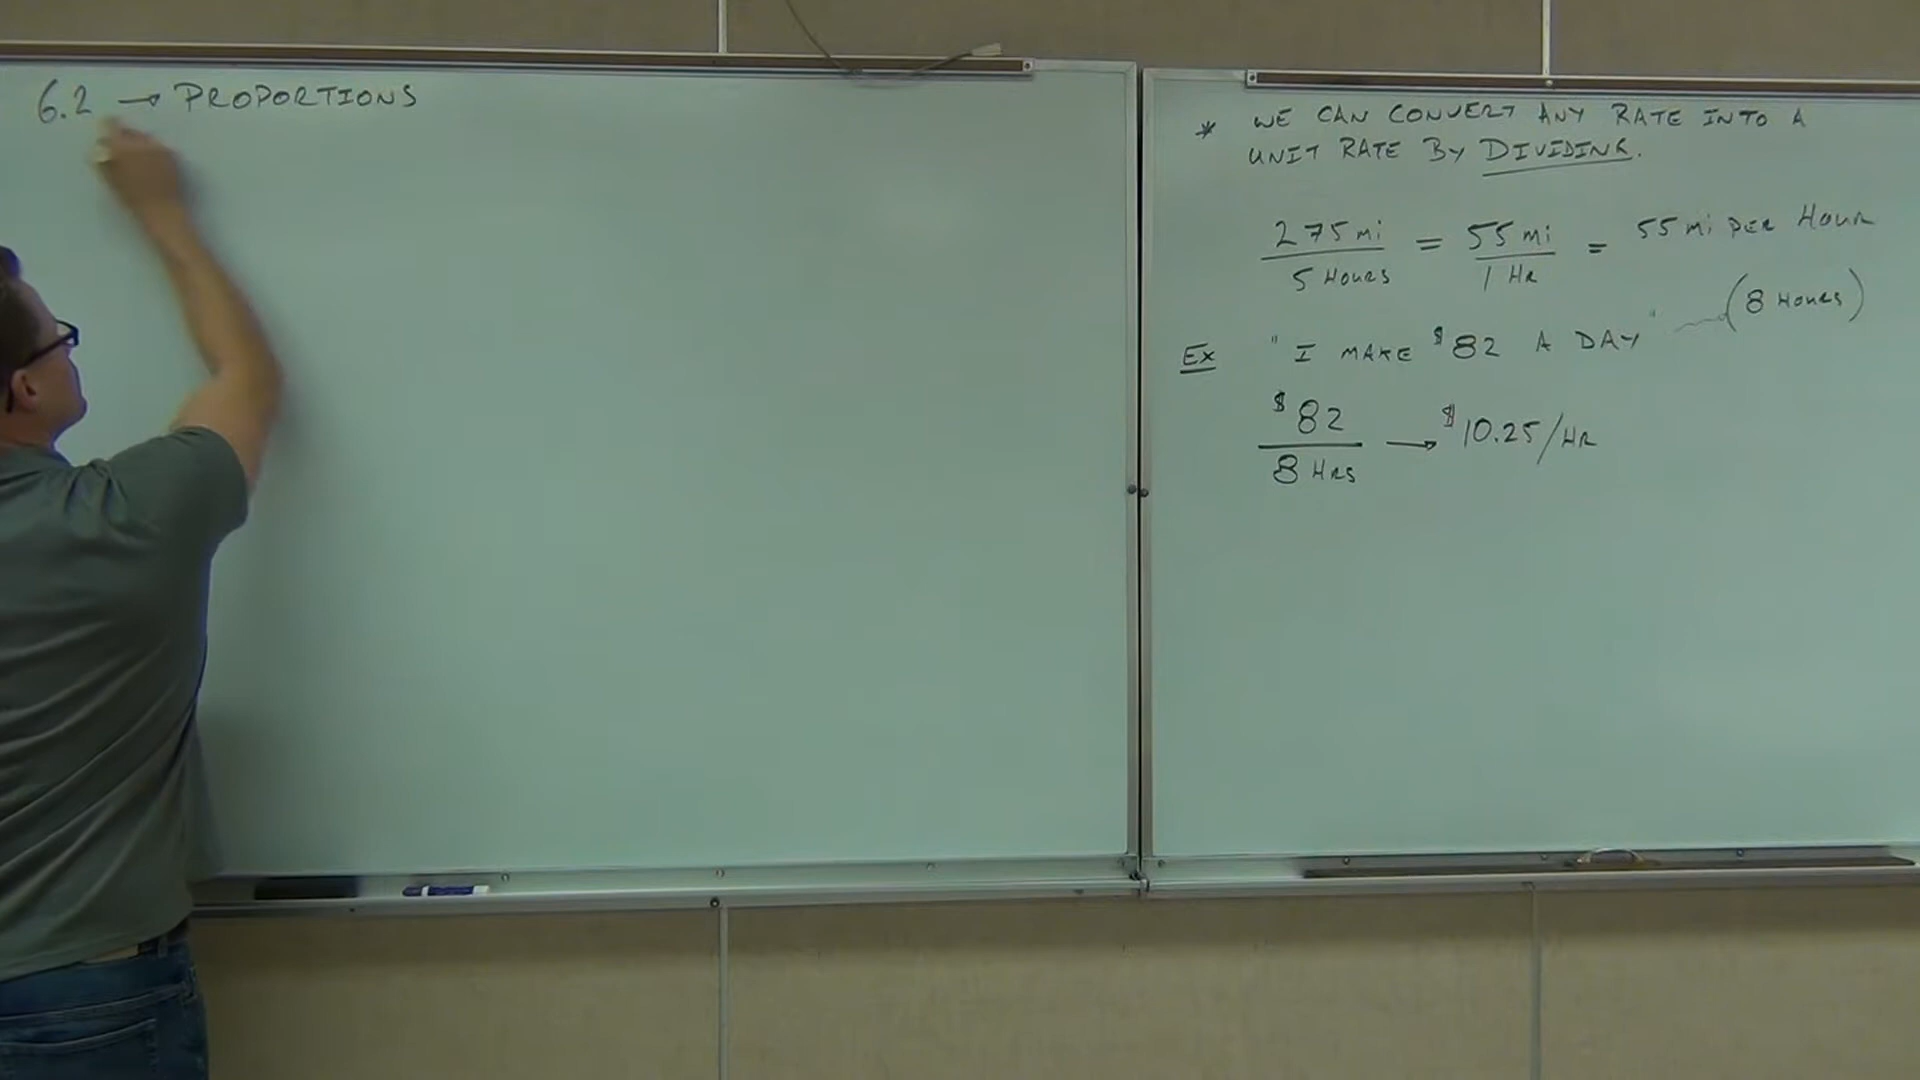 6.2 → PROPORTIONS
* WE CAN CONVERT ANY RATE INTO A
UNIT RATE BY DIVIDING.
275 mi / 5 HOURS = 55 mi / 1 HR = 55 mi PER HOUR
Ex "I MAKE $82 A DAY" (8 HOURS)
$82 / 8 HRS → $10.25/HR